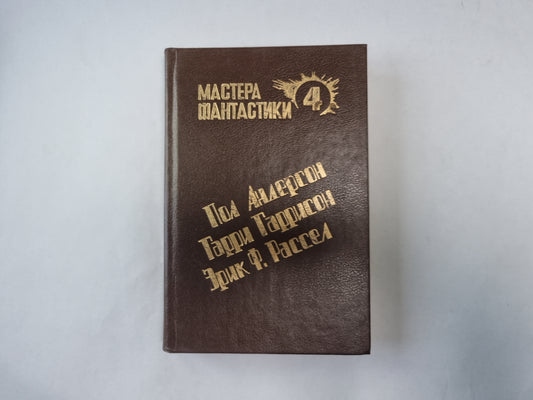 МАСТЕРА
ФАНТАСТИКИ
4
Пол Андерсон
Гарри Гаррисон
Эрик Ф. Рассел